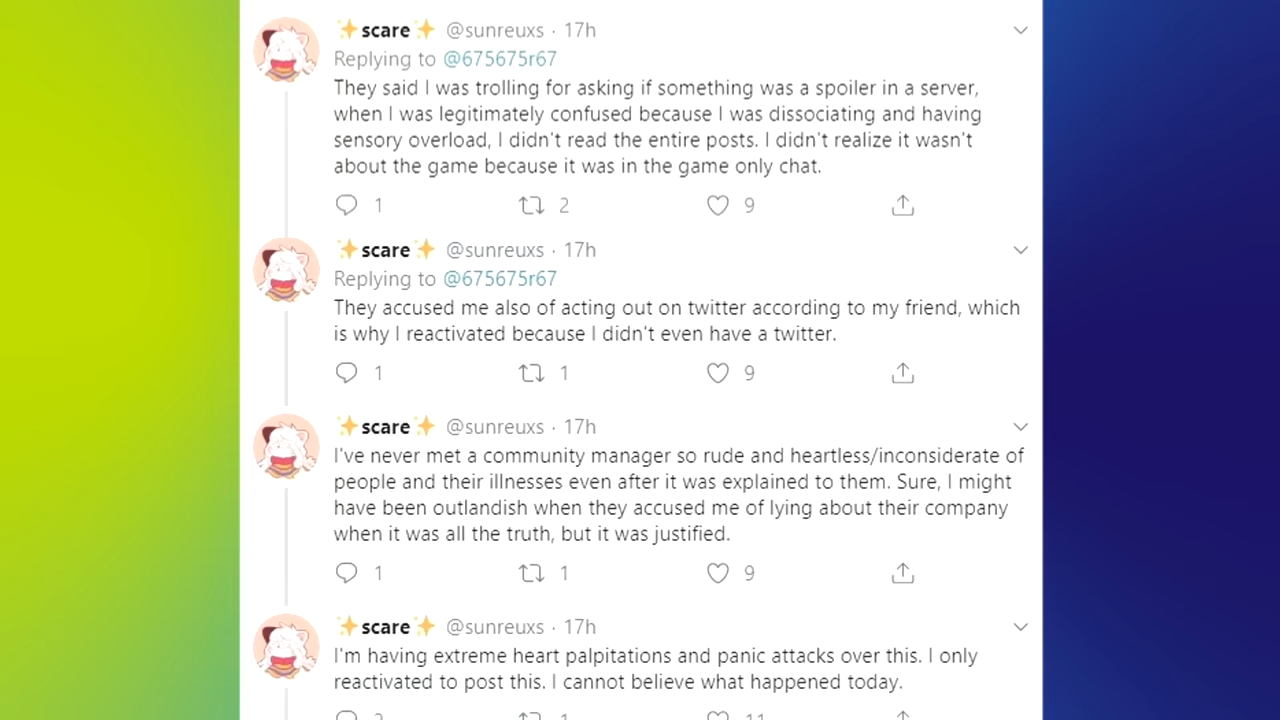 ✨scare✨ @sunreuxs · 17h
Replying to @675675r67
They said I was trolling for asking if something was a spoiler in a server,
when I was legitimately confused because I was dissociating and having
sensory overload, I didn't read the entire posts. I didn't realize it wasn't
about the game because it was in the game only chat.
1 2 9
✨scare✨ @sunreuxs · 17h
Replying to @675675r67
They accused me also of acting out on twitter according to my friend, which
is why I reactivated because I didn't even have a twitter.
1 1 9
✨scare✨ @sunreuxs · 17h
I've never met a community manager so rude and heartless/inconsiderate of
people and their illnesses even after it was explained to them. Sure, I might
have been outlandish when they accused me of lying about their company
when it was all the truth, but it was justified.
1 1 9
✨scare✨ @sunreuxs · 17h
I'm having extreme heart palpitations and panic attacks over this. I only
reactivated to post this. I cannot believe what happened today.